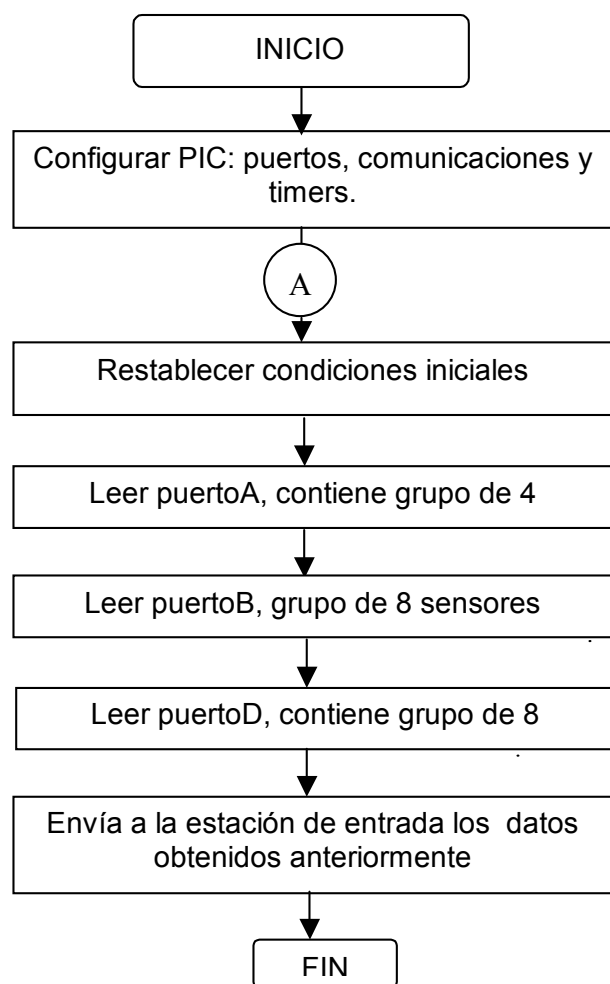 INICIO
Configurar PIC: puertos, comunicaciones y
timers.
A
Restablecer condiciones iniciales
Leer puertoA, contiene grupo de 4
Leer puertoB, grupo de 8 sensores
Leer puertoD, contiene grupo de 8
Envía a la estación de entrada los datos
obtenidos anteriormente
FIN